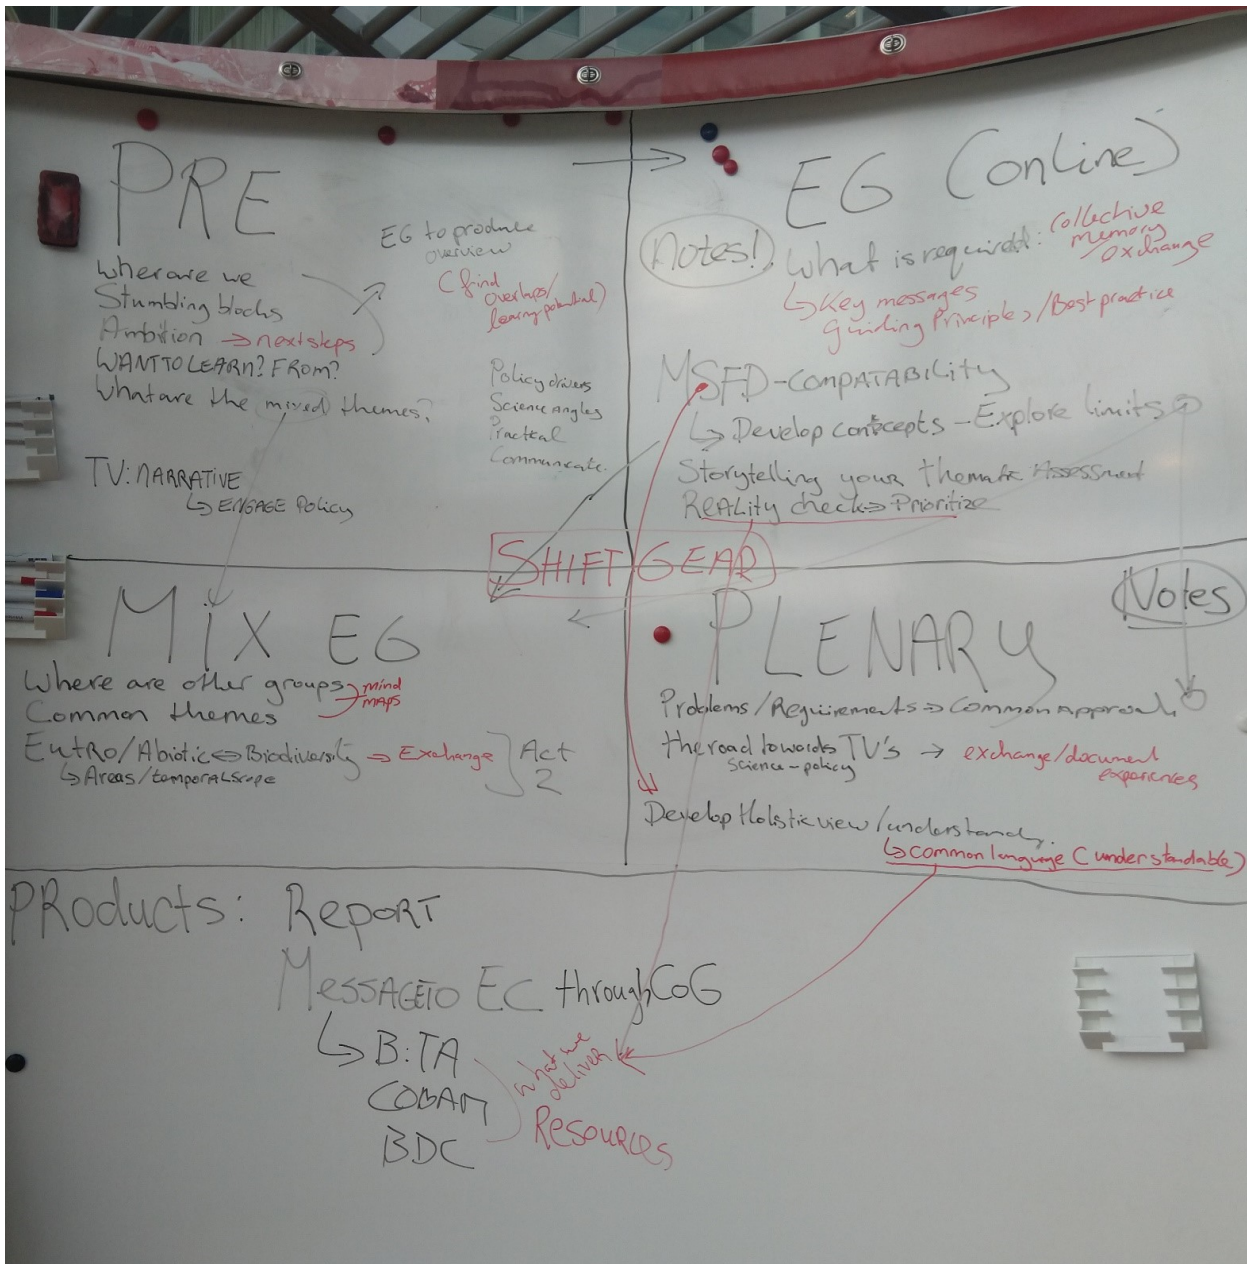 PRE
EG to produce
overview
(find
overlaps/
learning potential)
Where are we
Stumbling blocks
Ambition → next steps
WANT TO LEARN? FROM?
What are the mixed themes?
Policy drivers
Science angles
Practical
Communicate.
TV: NARRATIVE
↳ ENGAGE POLICY
EG (online)
Notes!
What is required: collective
memory
/exchange
↳ Key messages
Guiding Principles/Best practice
MSFD-COMPATABILITY
↳ Develop concepts - Explore limits
Storytelling your thematic Assessment
REALity check → Prioritize
SHIFT GEAR
MiX EG
Where are other groups
Common themes
mind
maps
Eutro/Abiotic ↔ Biodiversity → Exchange
↳ Areas/temporal scope
Act
2
PLENARY
Notes
Problems/Requirements → Common Approach
the road towards TV's → exchange/document
experiences
science-policy
Develop Holistic view/understanding.
↳ common language (understandable)
PRoducts: REPORT
MESSAGE TO EC through CoG
↳ B:TA
COBAM
BDC
what we
deliver
Resources